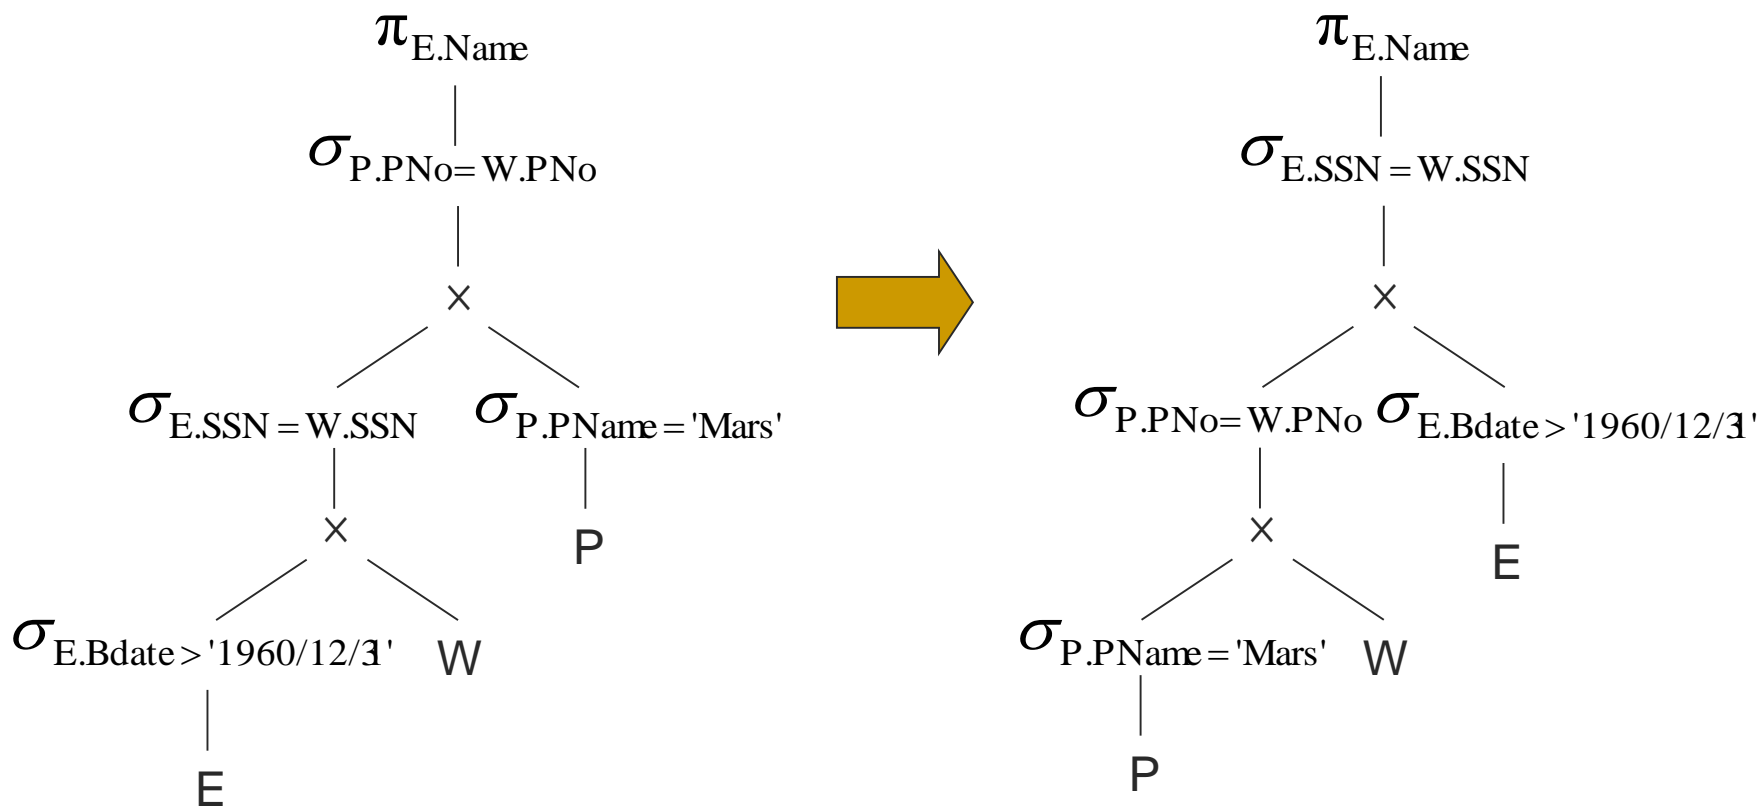 π E.Name
σ P.PNo = W.PNo
×
σ E.SSN = W.SSN
σ P.PName = 'Mars'
×
P
σ E.Bdate > '1960/12/31'
W
E
π E.Name
σ E.SSN = W.SSN
×
σ P.PNo = W.PNo
σ E.Bdate > '1960/12/31'
×
E
σ P.PName = 'Mars'
W
P